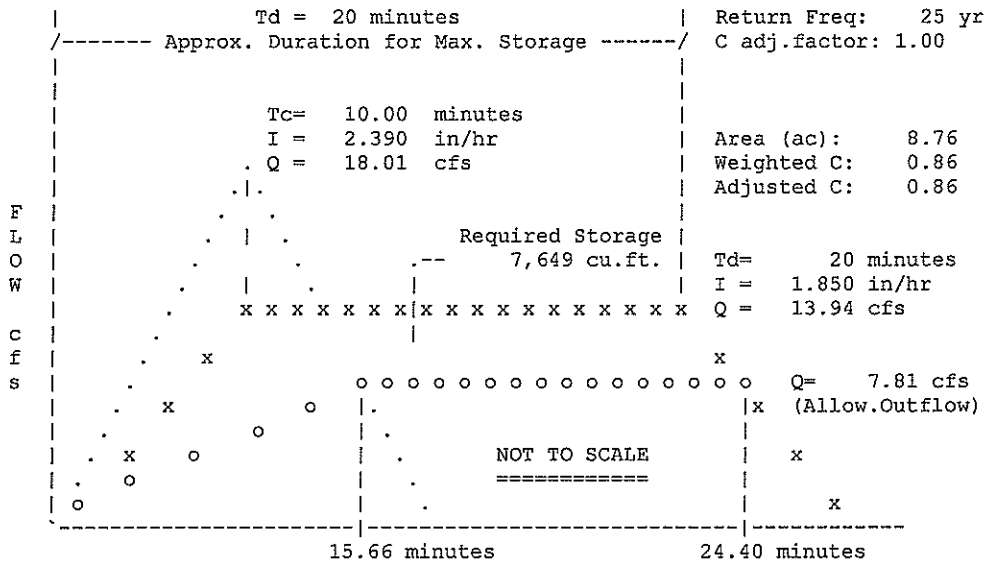 Td = 20 minutes
Return Freq: 25 yr
/------- Approx. Duration for Max. Storage ------/
C adj.factor: 1.00
Tc= 10.00 minutes
I = 2.390 in/hr
Q = 18.01 cfs
Area (ac): 8.76
Weighted C: 0.86
Adjusted C: 0.86
FLOW cfs
Required Storage
7,649 cu.ft.
Td= 20 minutes
I = 1.850 in/hr
Q = 13.94 cfs
Q= 7.81 cfs
(Allow.Outflow)
NOT TO SCALE
============
15.66 minutes
24.40 minutes